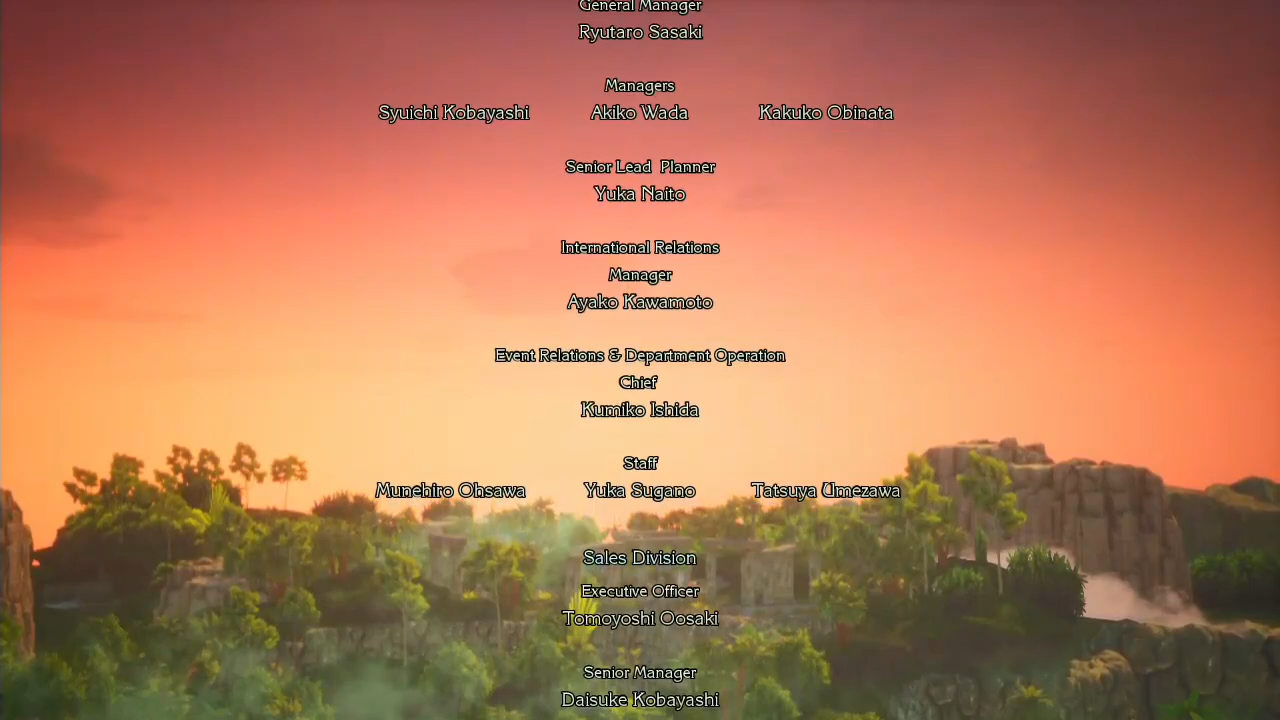 General Manager
Ryutaro Sasaki
Managers
Syuichi Kobayashi Akiko Wada Kakuko Obinata
Senior Lead Planner
Yuka Naito
International Relations
Manager
Ayako Kawamoto
Event Relations & Department Operation
Chief
Kumiko Ishida
Staff
Munehiro Ohsawa Yuka Sugano Tatsuya Umezawa
Sales Division
Executive Officer
Tomoyoshi Oosaki
Senior Manager
Daisuke Kobayashi